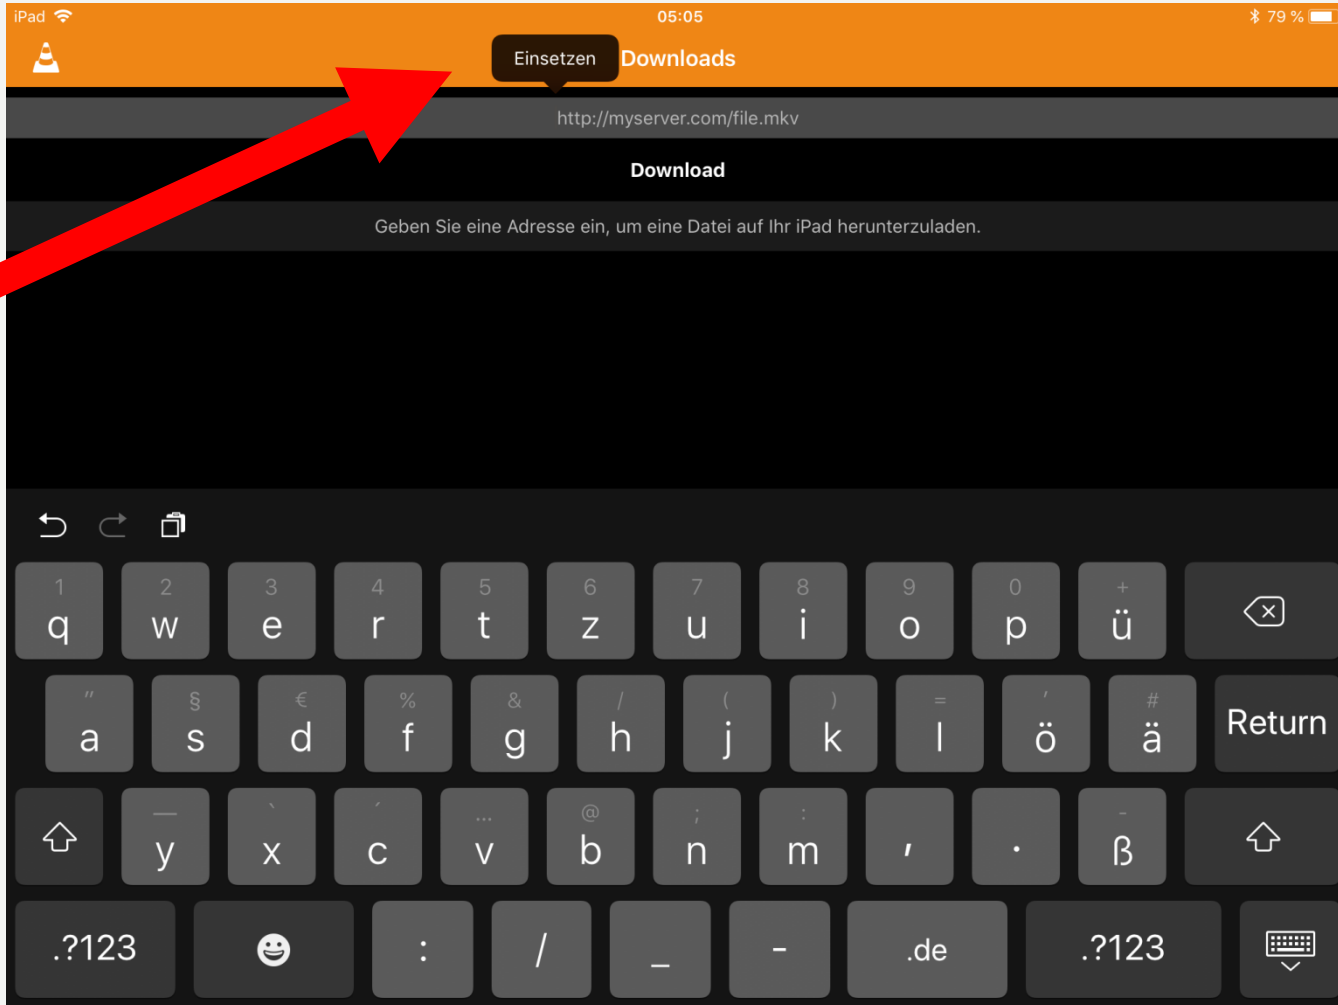 iPad 05:05 79 %
Einsetzen Downloads
http://myserver.com/file.mkv
Download
Geben Sie eine Adresse ein, um eine Datei auf Ihr iPad herunterzuladen.
1 2 3 4 5 6 7 8 9 0 +
q w e r t z u i o p ü
" § € % & / ( ) = ' #
a s d f g h j k l ö ä Return
— ` ´ ... @ ; : -
y x c v b n m , . ß
.?123 : / _ - .de .?123